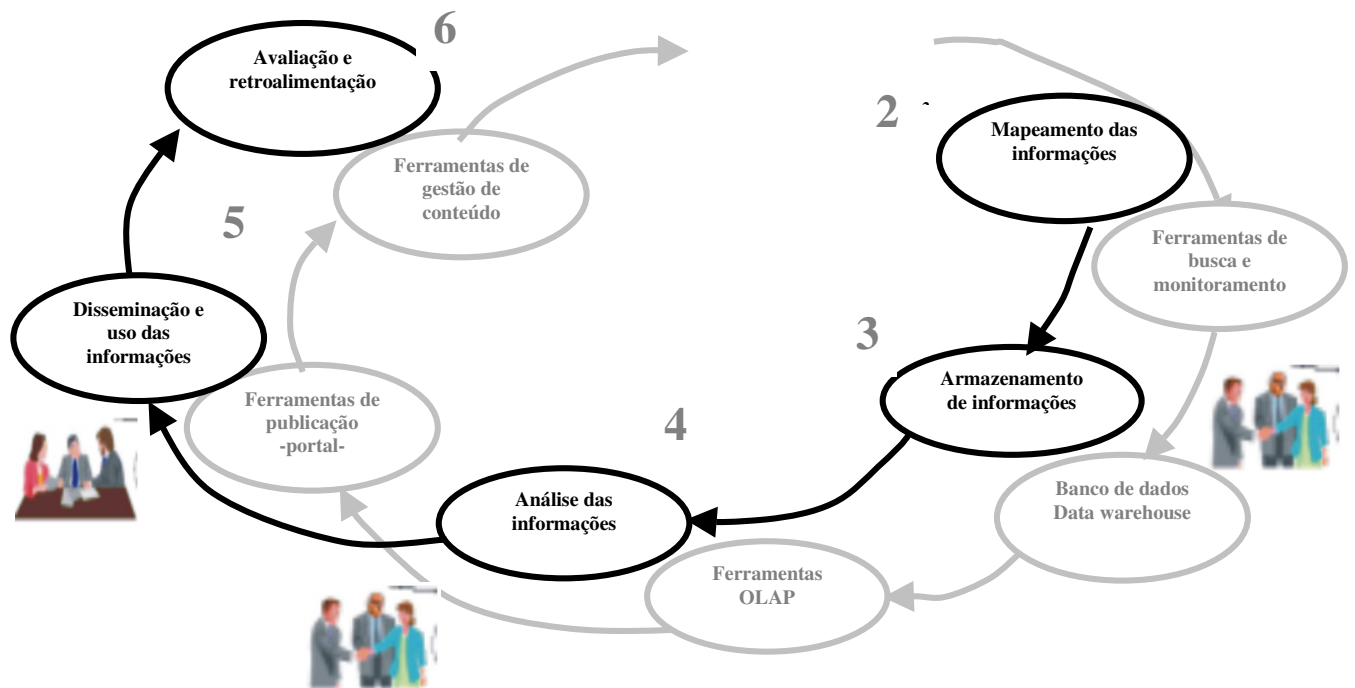 6
Avaliação e
retroalimentação
2
Mapeamento das
informações
Ferramentas de
gestão de
conteúdo
5
Ferramentas de
busca e
monitoramento
Disseminação e
uso das
informações
3
Armazenamento
de informações
Ferramentas de
publicação
-portal-
4
Análise das
informações
Banco de dados
Data warehouse
Ferramentas
OLAP